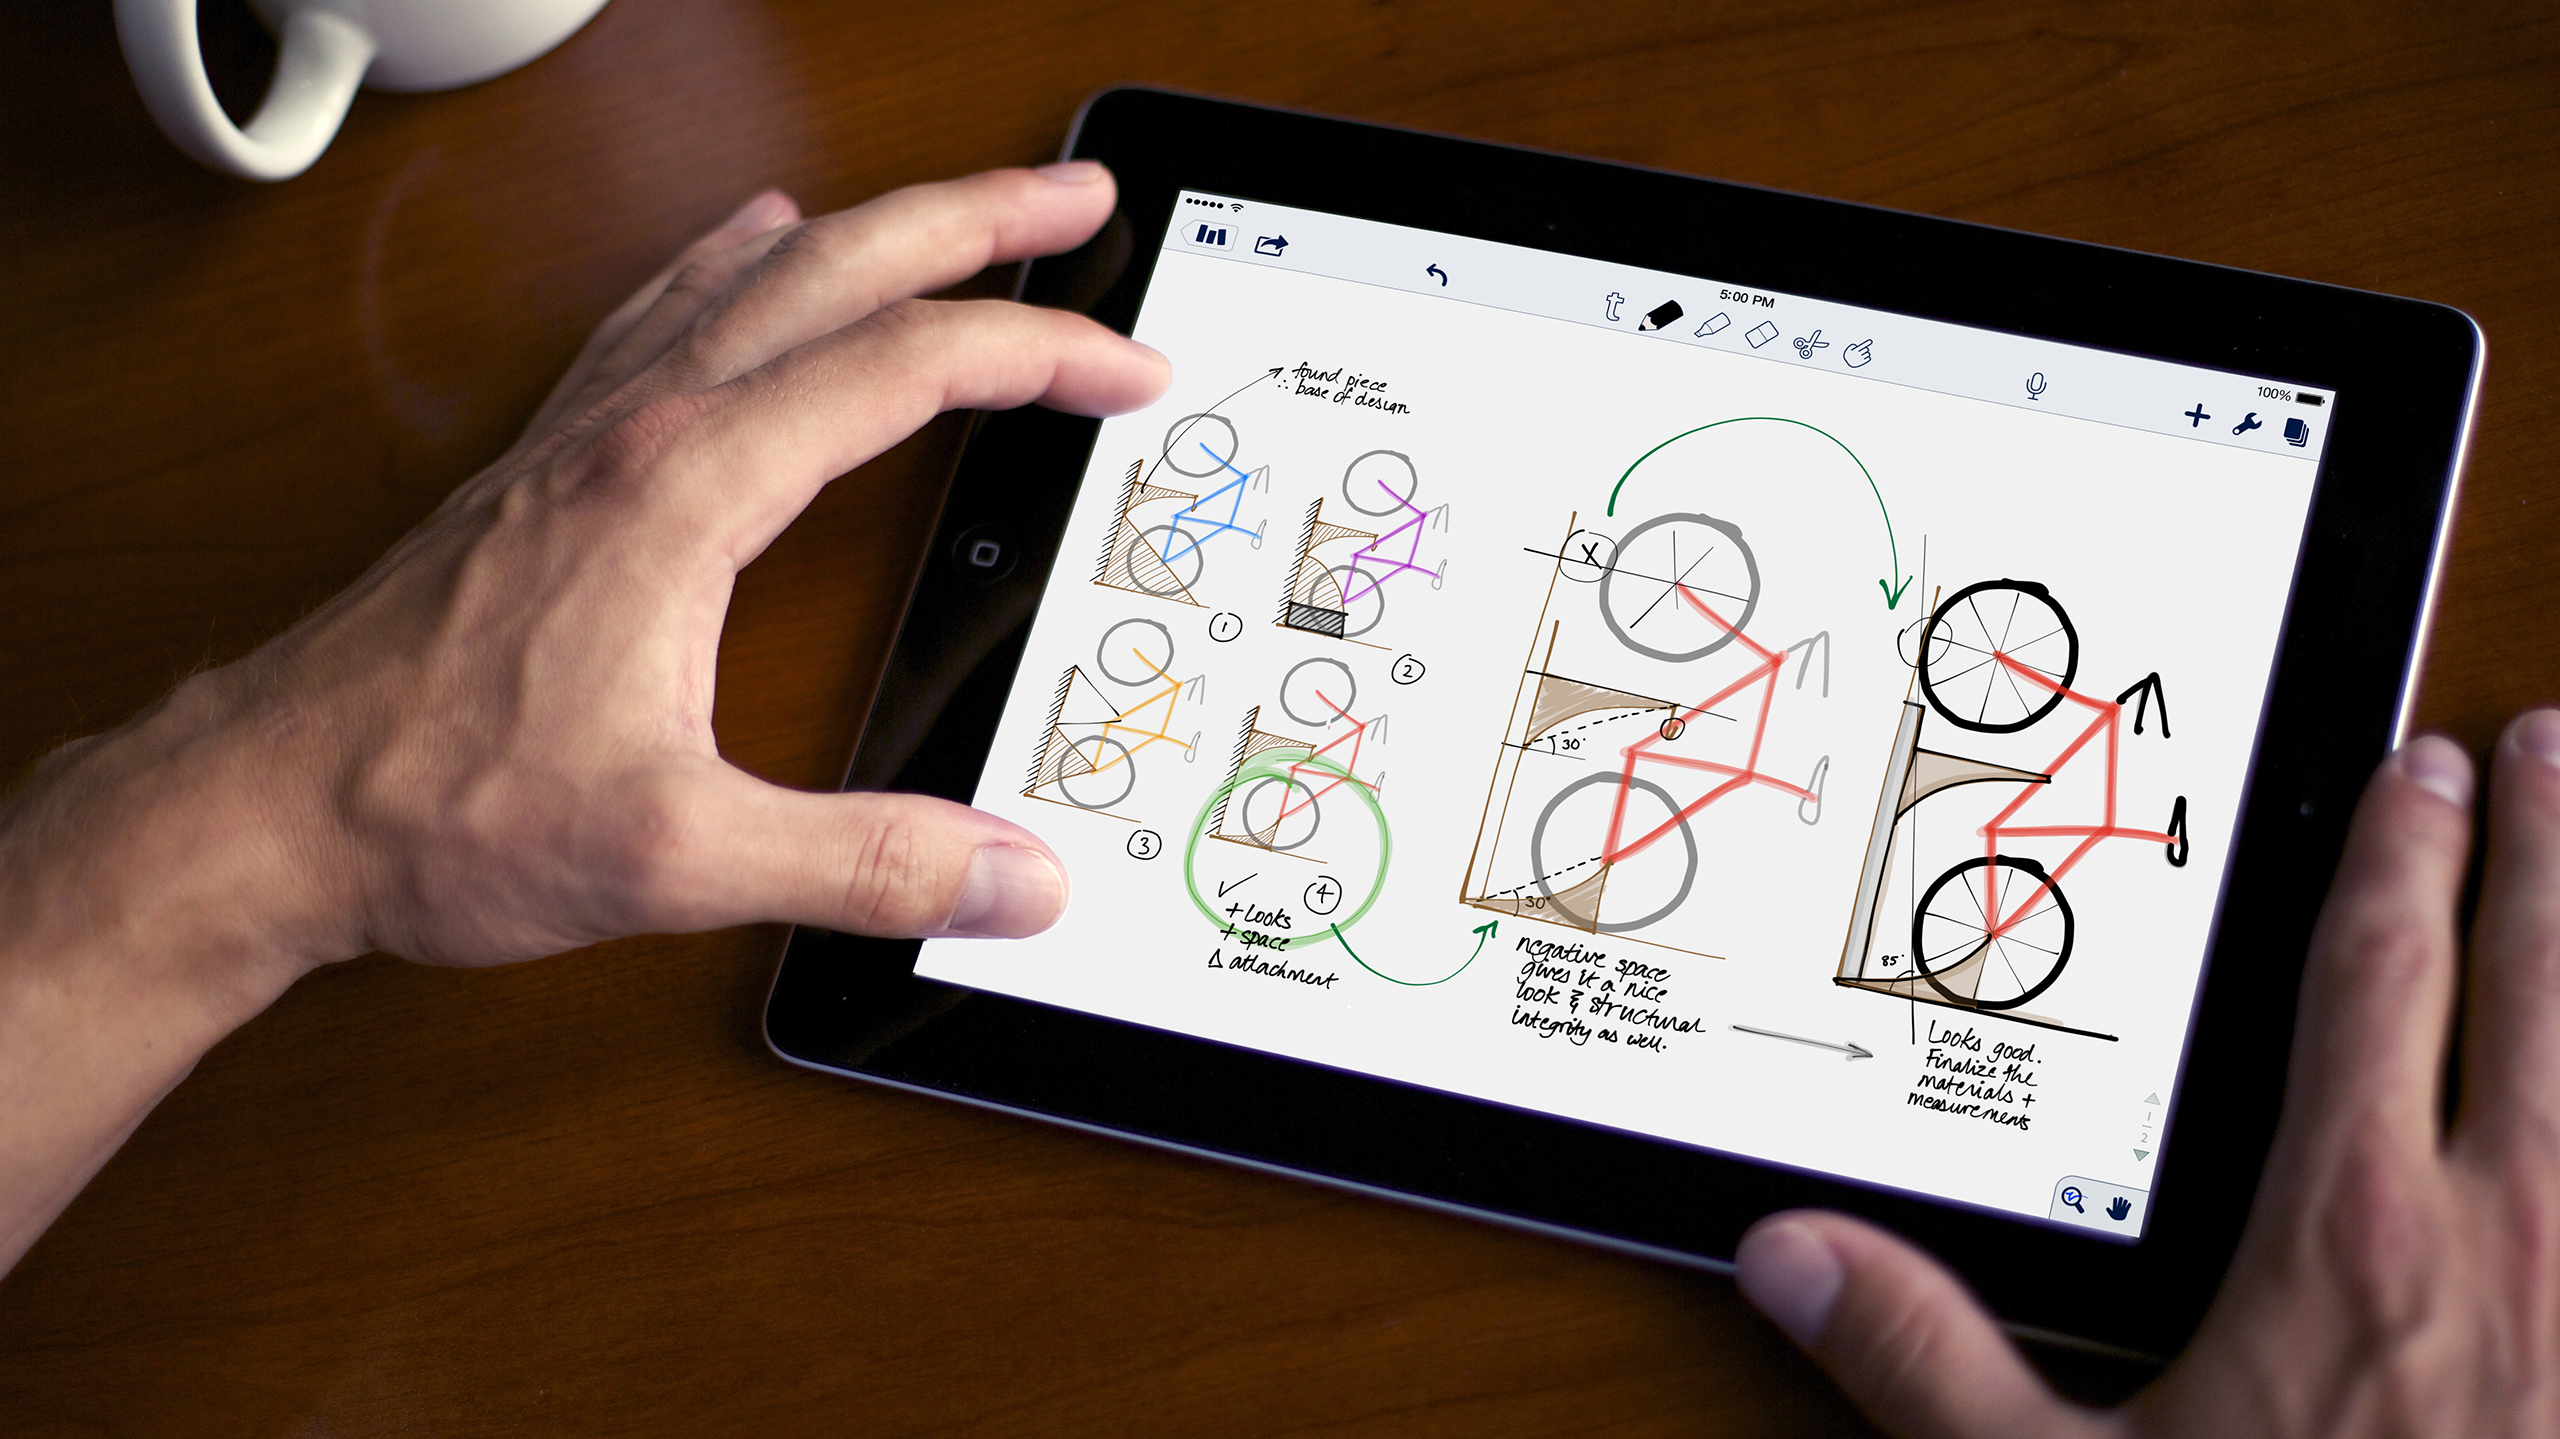 5:00 PM
100%
t
found piece
∴ base of design
1
2
3
4
✓
+ looks
+ space
Δ attachment
X
30°
30°
negative space
gives it a nice
look & structural
integrity as well.
85°
Looks good.
Finalize the
materials +
measurements
1
2